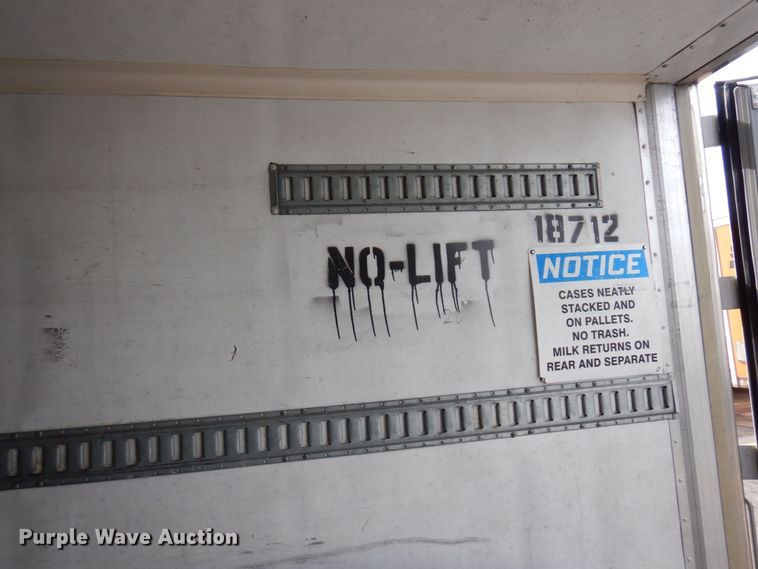 18712
NO-LIFT
NOTICE
CASES NEATLY
STACKED AND
ON PALLETS.
NO TRASH.
MILK RETURNS ON
REAR AND SEPARATE
Purple Wave Auction